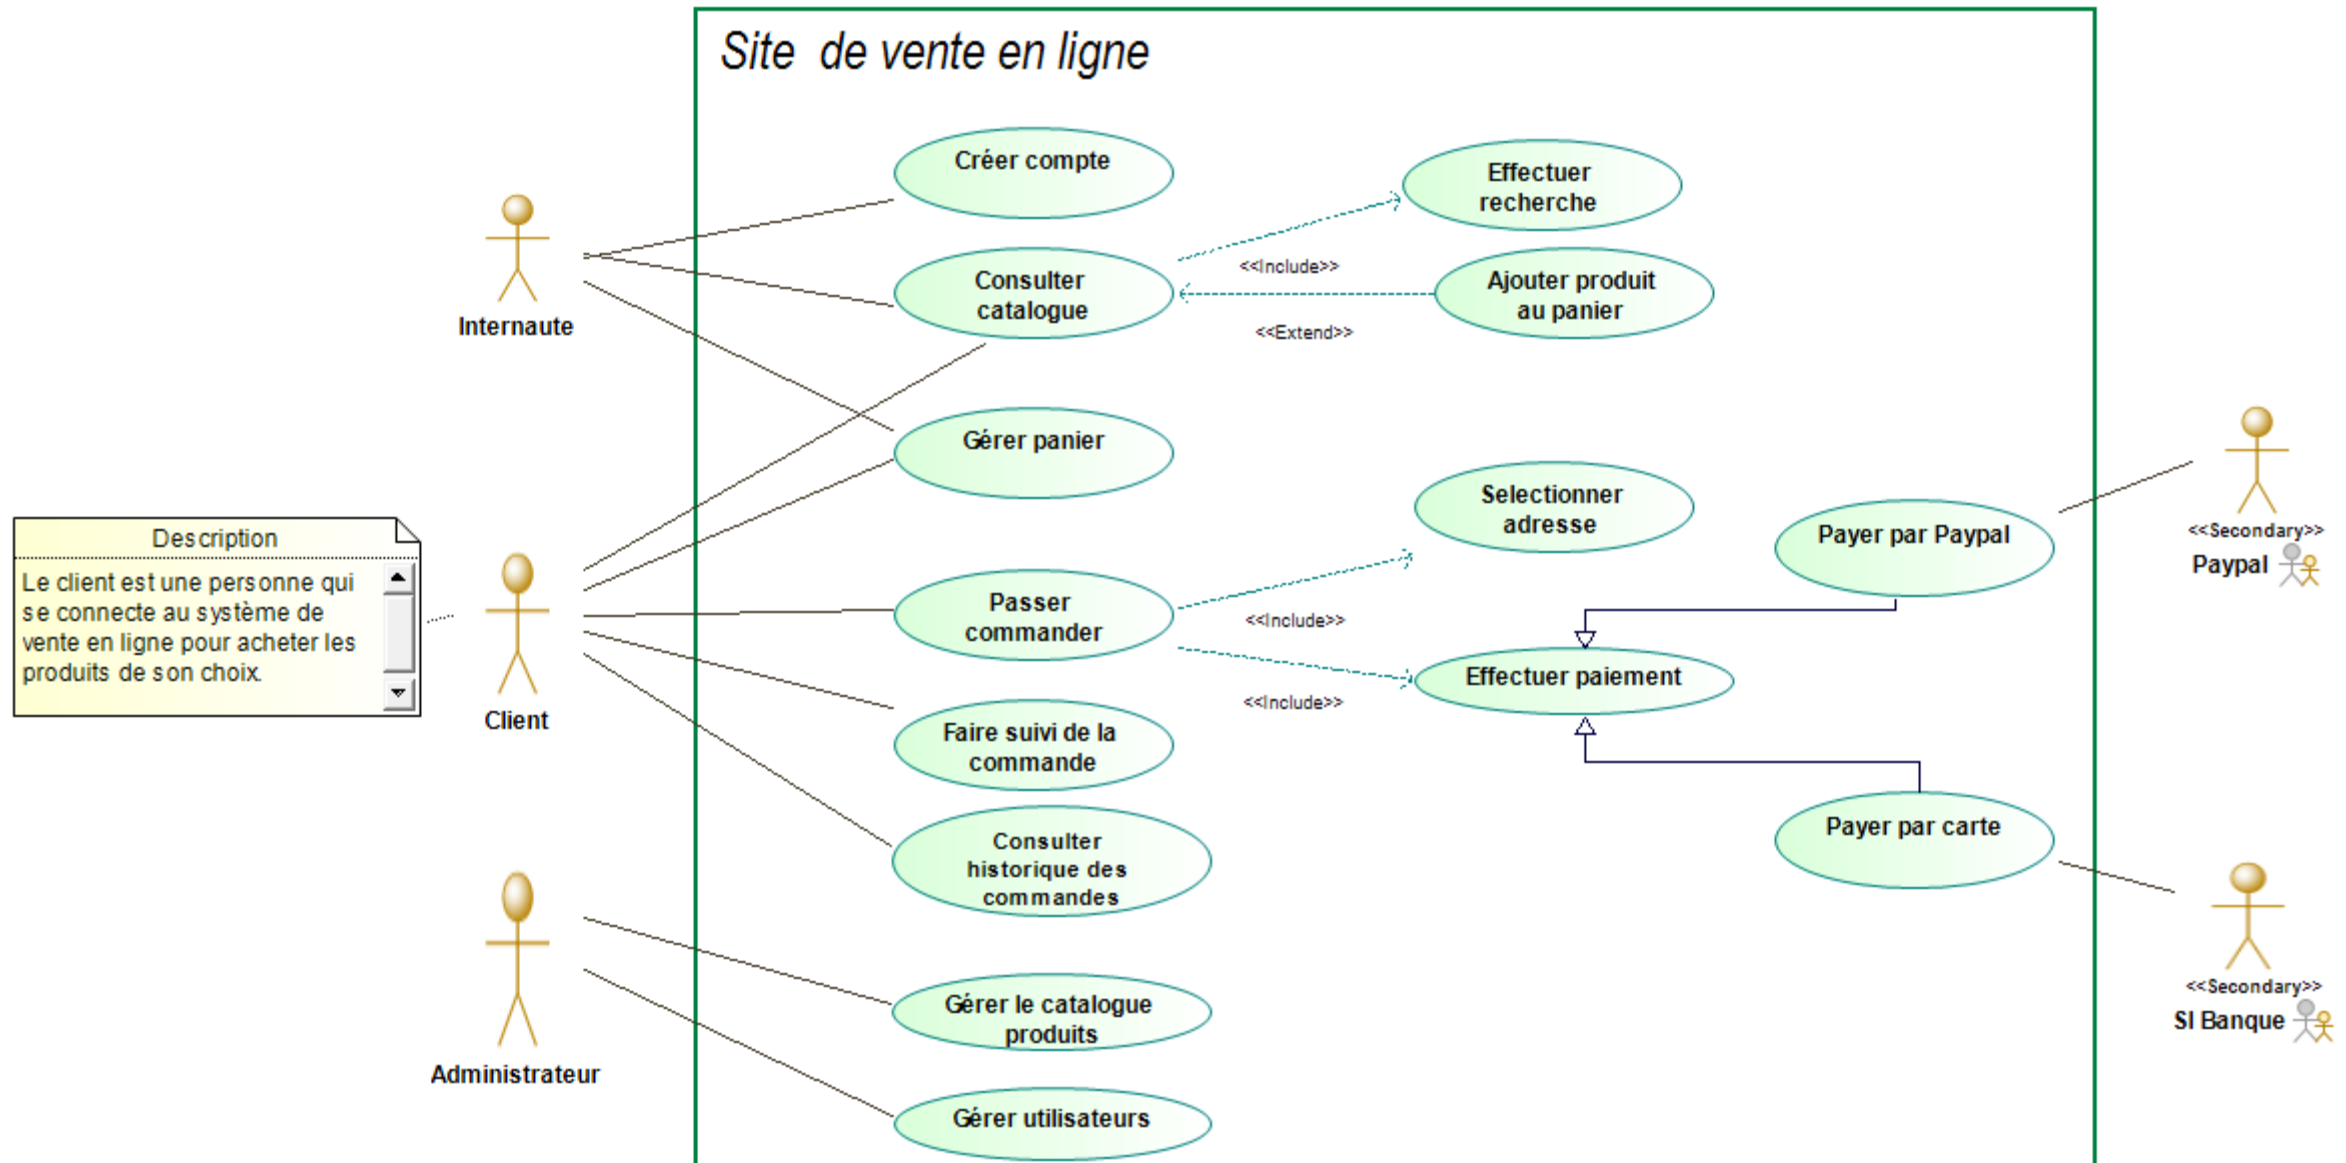 Site de vente en ligne
Créer compte
Effectuer
recherche
Internaute
Consulter
catalogue
<<Include>>
Ajouter produit
au panier
<<Extend>>
Gérer panier
Selectionner
adresse
Payer par Paypal
<<Secondary>>
Paypal
Description
Le client est une personne qui
se connecte au système de
vente en ligne pour acheter les
produits de son choix.
Client
Passer
commander
<<Include>>
Effectuer paiement
<<Include>>
Faire suivi de la
commande
Payer par carte
Consulter
historique des
commandes
<<Secondary>>
SI Banque
Administrateur
Gérer le catalogue
produits
Gérer utilisateurs